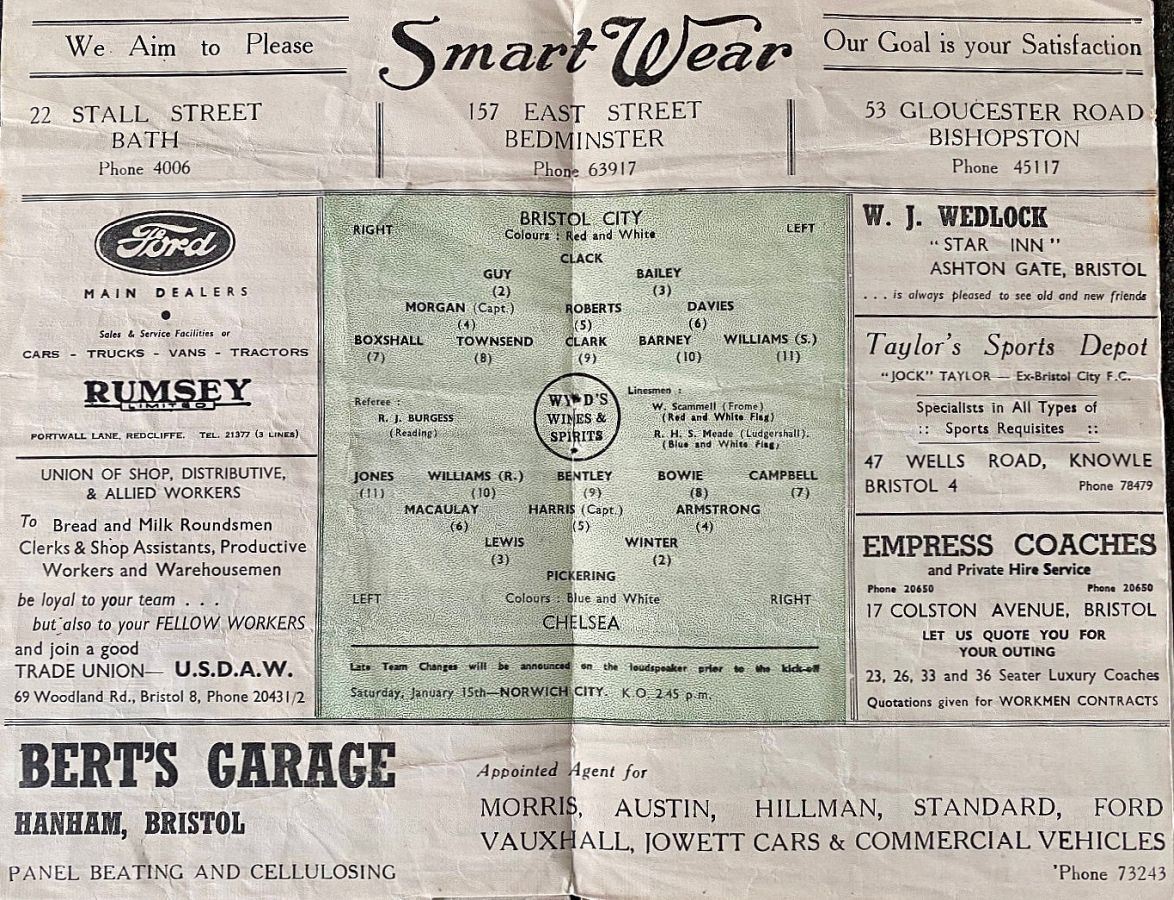 We Aim to Please
Smart Wear
Our Goal is your Satisfaction
22 STALL STREET
BATH
Phone 4006
157 EAST STREET
BEDMINSTER
Phone 63917
53 GLOUCESTER ROAD
BISHOPSTON
Phone 45117
Ford
MAIN DEALERS
Sales & Service Facilities or
CARS - TRUCKS - VANS - TRACTORS
RUMSEY
LIMITED
PORTWALL LANE, REDCLIFFE. TEL. 21377 (3 LINES)
UNION OF SHOP, DISTRIBUTIVE,
& ALLIED WORKERS
To Bread and Milk Roundsmen
Clerks & Shop Assistants, Productive
Workers and Warehousemen
be loyal to your team . . .
but also to your FELLOW WORKERS
and join a good
TRADE UNION— U.S.D.A.W.
69 Woodland Rd., Bristol 8, Phone 20431/2
BRISTOL CITY
RIGHT Colours : Red and White LEFT
CLACK
GUY BAILEY
(2) (3)
MORGAN (Capt.) ROBERTS DAVIES
(4) (5) (6)
BOXSHALL TOWNSEND CLARK BARNEY WILLIAMS (S.)
(7) (8) (9) (10) (11)
Referee :
R. J. BURGESS
(Reading)
WYLD'S
WINES &
SPIRITS
Linesmen :
W. Scammell (Frome)
(Red and White Flag)
R. H. S. Meade (Ludgershall).
(Blue and White Flag)
JONES WILLIAMS (R.) BENTLEY BOWIE CAMPBELL
(11) (10) (9) (8) (7)
MACAULAY HARRIS (Capt.) ARMSTRONG
(6) (5) (4)
LEWIS WINTER
(3) (2)
PICKERING
LEFT Colours : Blue and White RIGHT
CHELSEA
Late Team Changes will be announced on the loudspeaker prior to the kick-off
Saturday, January 15th—NORWICH CITY. K.O. 2.45 p.m.
W. J. WEDLOCK
"STAR INN"
ASHTON GATE, BRISTOL
. . . is always pleased to see old and new friends
Taylor's Sports Depot
"JOCK" TAYLOR — Ex-Bristol City F.C.
Specialists in All Types of
:: Sports Requisites ::
47 WELLS ROAD, KNOWLE
BRISTOL 4 Phone 78479
EMPRESS COACHES
and Private Hire Service
Phone 20650 Phone 20650
17 COLSTON AVENUE, BRISTOL
LET US QUOTE YOU FOR
YOUR OUTING
23, 26, 33 and 36 Seater Luxury Coaches
Quotations given for WORKMEN CONTRACTS
BERT'S GARAGE
HANHAM, BRISTOL
PANEL BEATING AND CELLULOSING
Appointed Agent for
MORRIS, AUSTIN, HILLMAN, STANDARD, FORD
VAUXHALL, JOWETT CARS & COMMERCIAL VEHICLES
'Phone 73243